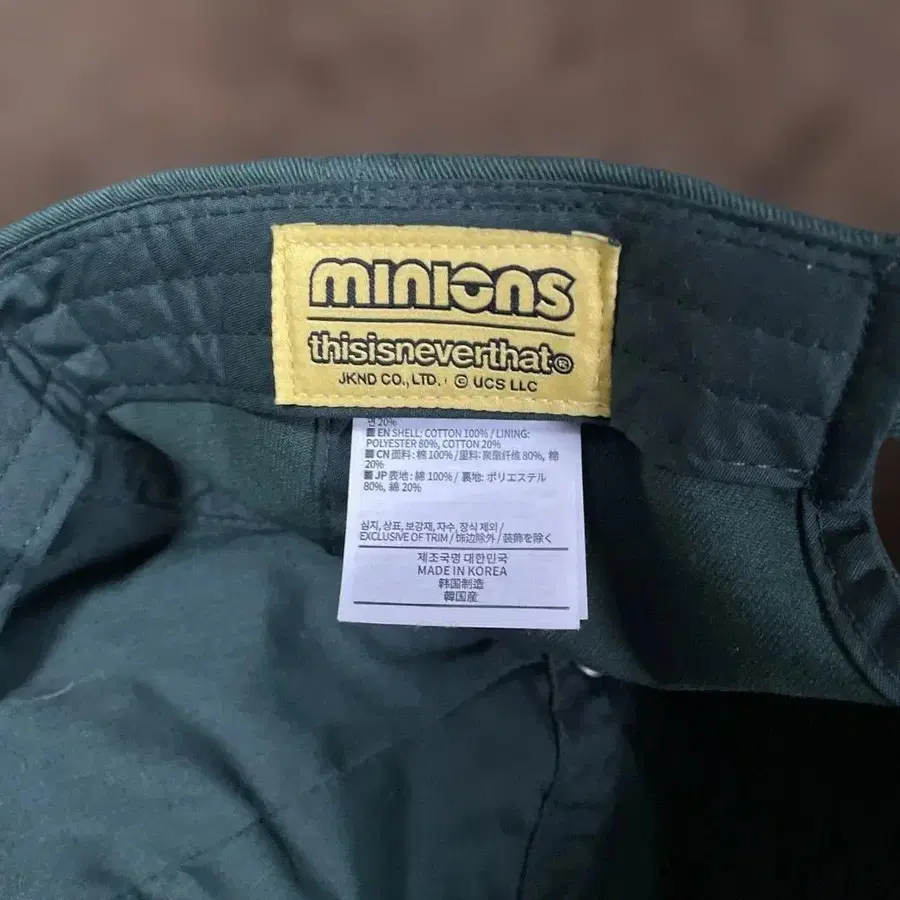 minions
thisisneverthat®
JKND CO., LTD. © UCS LLC
면 20%
EN SHELL: COTTON 100% / LINING:
POLYESTER 80%, COTTON 20%
CN 面料: 棉 100% / 里料: 聚酯纤维 80%, 棉
20%
JP 表地: 綿 100% / 裏地: ポリエステル
80%, 綿 20%
심지, 상표, 보강재, 자수, 장식 제외 /
EXCLUSIVE OF TRIM / 饰边除外 / 装飾を除く
제조국명 대한민국
MADE IN KOREA
韩国制造
韓国産